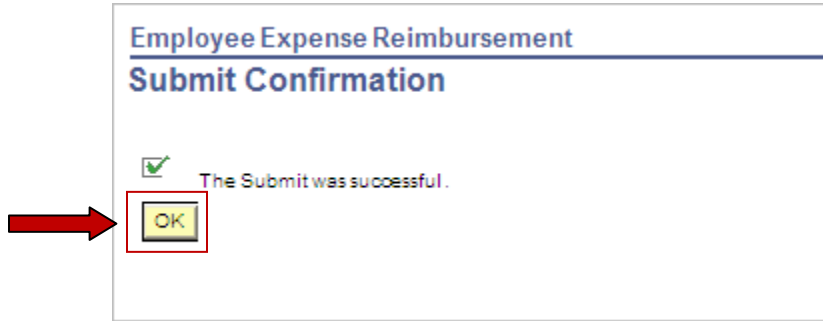 Employee Expense Reimbursement
Submit Confirmation
The Submit was successful.
OK